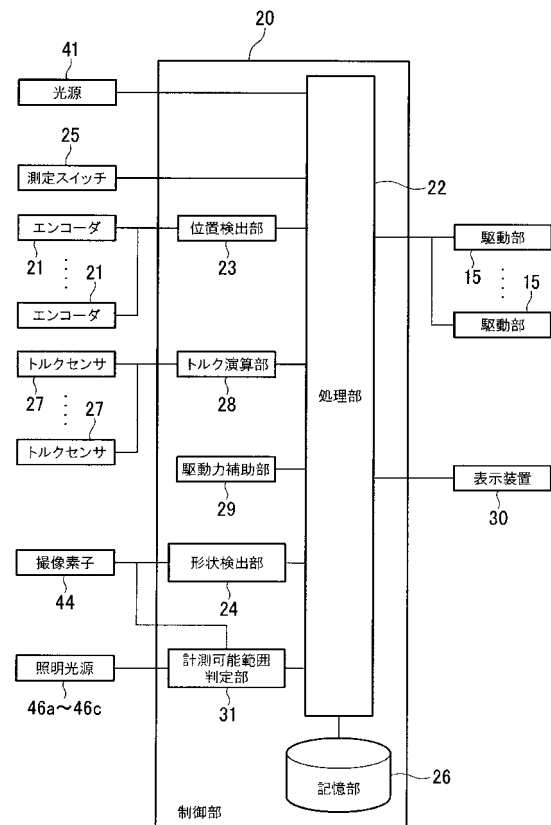 20
41
光源
25
測定スイッチ
22
エンコーダ
位置検出部
駆動部
21
23
15
21
15
エンコーダ
駆動部
トルクセンサ
トルク演算部
27
28
処理部
27
トルクセンサ
駆動力補助部
表示装置
29
30
撮像素子
形状検出部
44
24
照明光源
計測可能範囲
判定部
46a～46c
31
記憶部
26
制御部